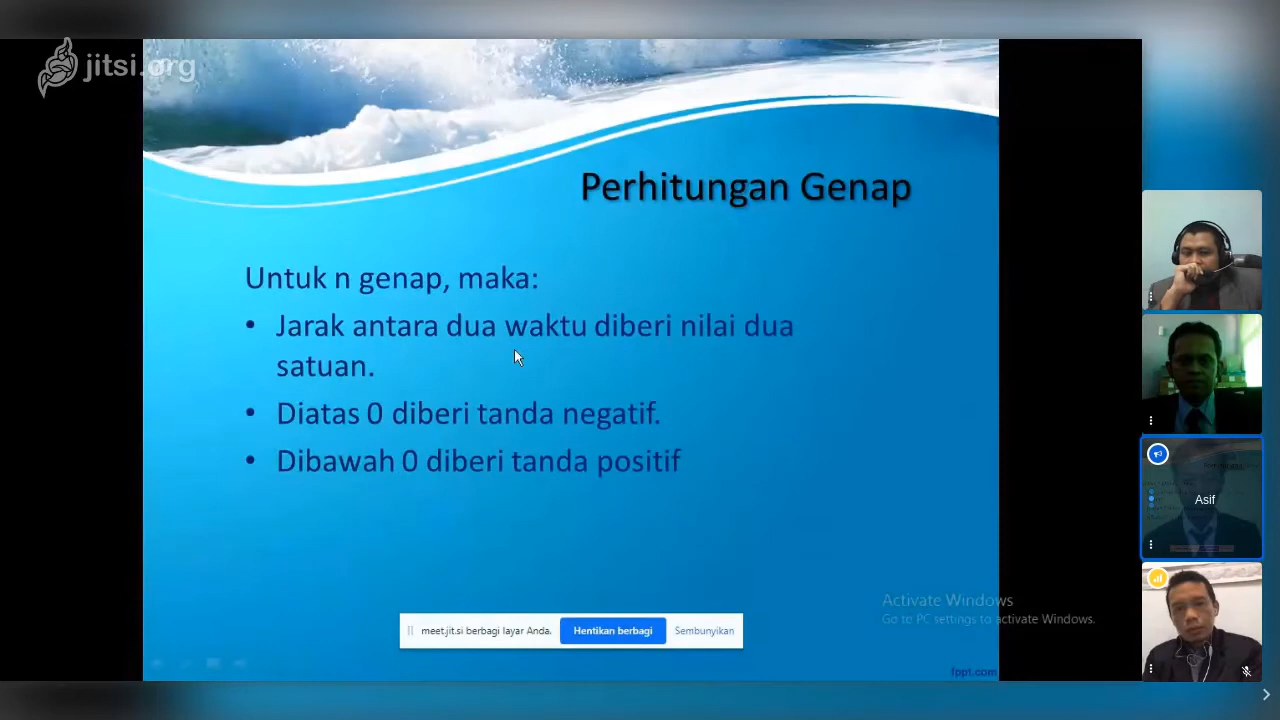 jitsi.org
Perhitungan Genap
Untuk n genap, maka:
• Jarak antara dua waktu diberi nilai dua
satuan.
• Diatas 0 diberi tanda negatif.
• Dibawah 0 diberi tanda positif
Asif
Activate Windows
Go to PC settings to activate Windows.
meet.jit.si berbagi layar Anda.
Hentikan berbagi
Sembunyikan
fppt.com